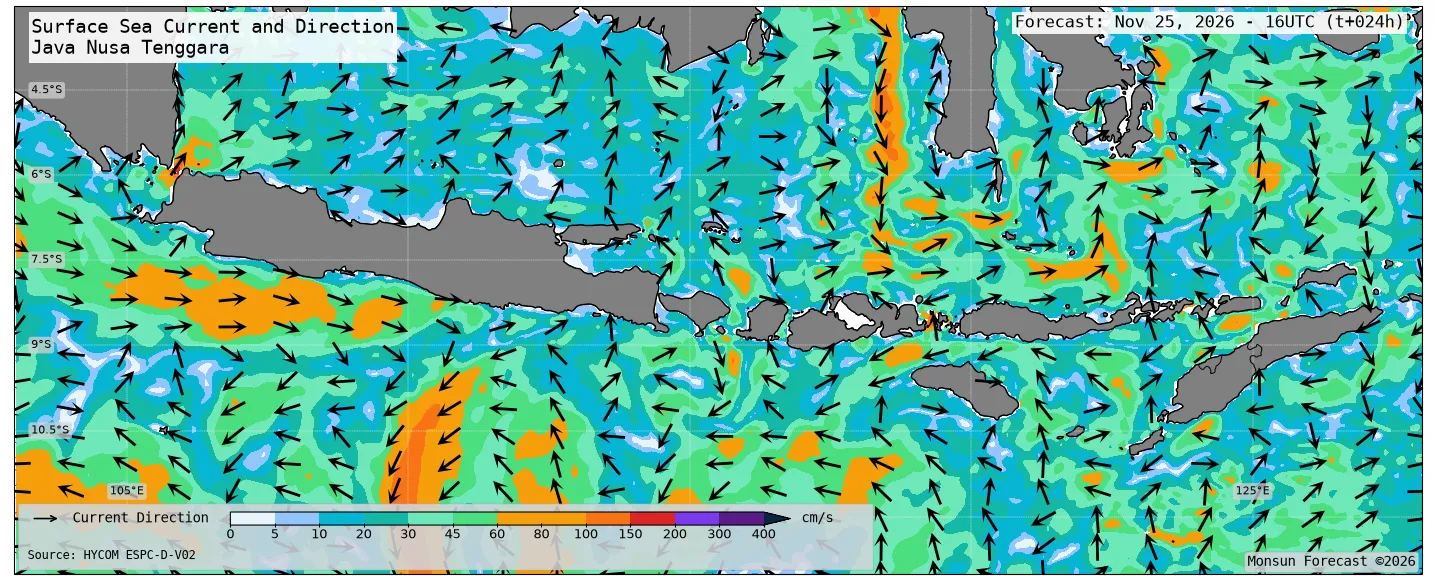 Surface Sea Current and Direction
Java Nusa Tenggara
Forecast: Nov 25, 2026 - 16UTC (t+024h)
4.5°S
6°S
7.5°S
9°S
10.5°S
105°E
125°E
Current Direction
0 5 10 20 30 45 60 80 100 150 200 300 400 cm/s
Source: HYCOM ESPC-D-V02
Monsun Forecast ©2026